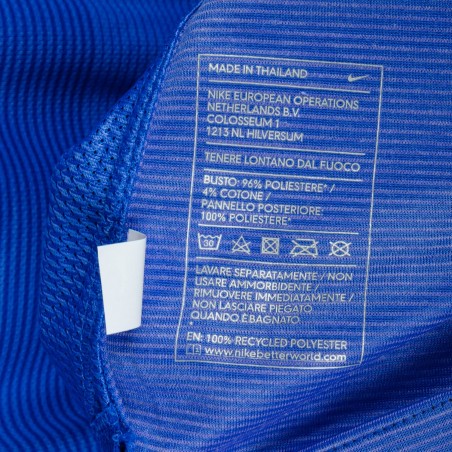 MADE IN THAILAND
NIKE EUROPEAN OPERATIONS
NETHERLANDS B.V.
COLOSSEUM 1
1213 NL HILVERSUM
TENERE LONTANO DAL FUOCO
BUSTO: 96% POLIESTERE*/
4% COTONE /
PANNELLO POSTERIORE:
100% POLIESTERE*
30
LAVARE SEPARATAMENTE / NON
USARE AMMORBIDENTE /
RIMUOVERE IMMEDIATAMENTE /
NON LASCIARE PIEGATO
QUANDO È BAGNATO.
EN: 100% RECYCLED POLYESTER
www.nikebetterworld.com